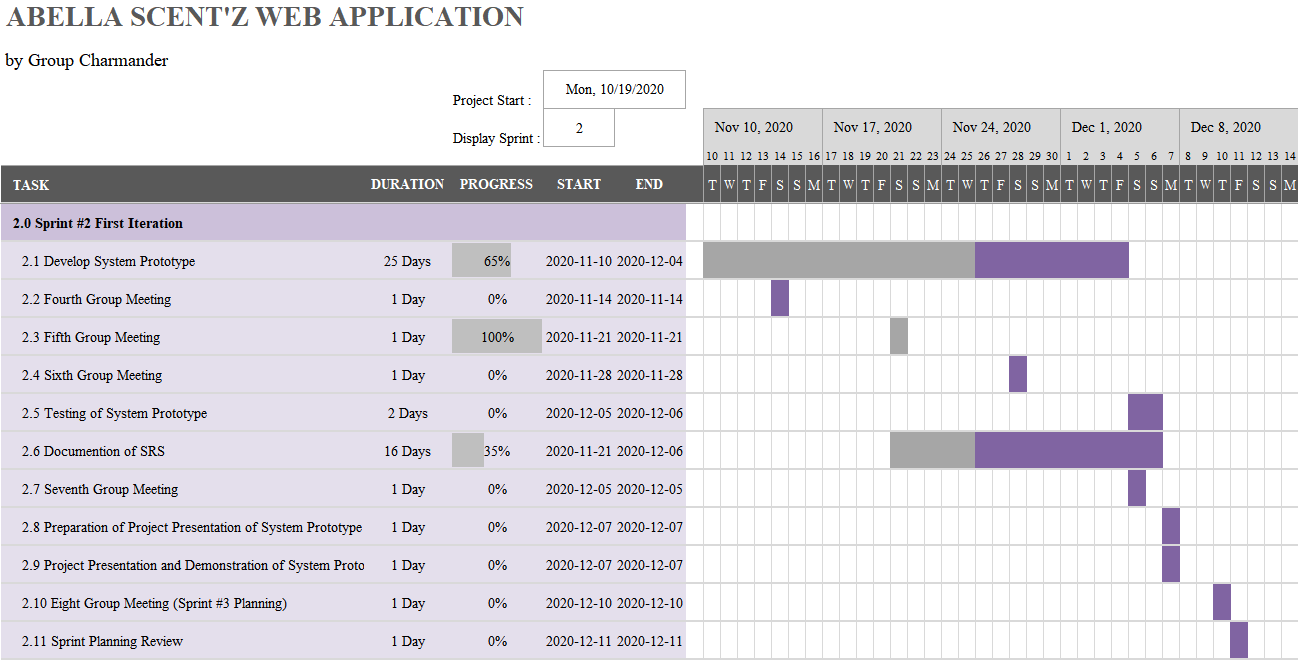 ABELLA SCENT'Z WEB APPLICATION
by Group Charmander
Project Start : Mon, 10/19/2020
Display Sprint : 2
Nov 10, 2020 Nov 17, 2020 Nov 24, 2020 Dec 1, 2020 Dec 8, 2020
10 11 12 13 14 15 16 17 18 19 20 21 22 23 24 25 26 27 28 29 30 1 2 3 4 5 6 7 8 9 10 11 12 13 14
TASK DURATION PROGRESS START END T W T F S S M T W T F S S M T W T F S S M T W T F S S M T W T F S S M
2.0 Sprint #2 First Iteration
2.1 Develop System Prototype 25 Days 65% 2020-11-10 2020-12-04
2.2 Fourth Group Meeting 1 Day 0% 2020-11-14 2020-11-14
2.3 Fifth Group Meeting 1 Day 100% 2020-11-21 2020-11-21
2.4 Sixth Group Meeting 1 Day 0% 2020-11-28 2020-11-28
2.5 Testing of System Prototype 2 Days 0% 2020-12-05 2020-12-06
2.6 Documention of SRS 16 Days 35% 2020-11-21 2020-12-06
2.7 Seventh Group Meeting 1 Day 0% 2020-12-05 2020-12-05
2.8 Preparation of Project Presentation of System Prototype 1 Day 0% 2020-12-07 2020-12-07
2.9 Project Presentation and Demonstration of System Proto 1 Day 0% 2020-12-07 2020-12-07
2.10 Eight Group Meeting (Sprint #3 Planning) 1 Day 0% 2020-12-10 2020-12-10
2.11 Sprint Planning Review 1 Day 0% 2020-12-11 2020-12-11